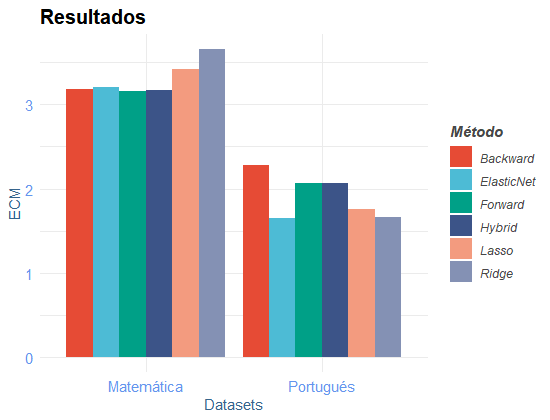 Resultados
ECM
3
2
1
0
Matemática
Portugués
Datasets
Método
Backward
ElasticNet
Forward
Hybrid
Lasso
Ridge